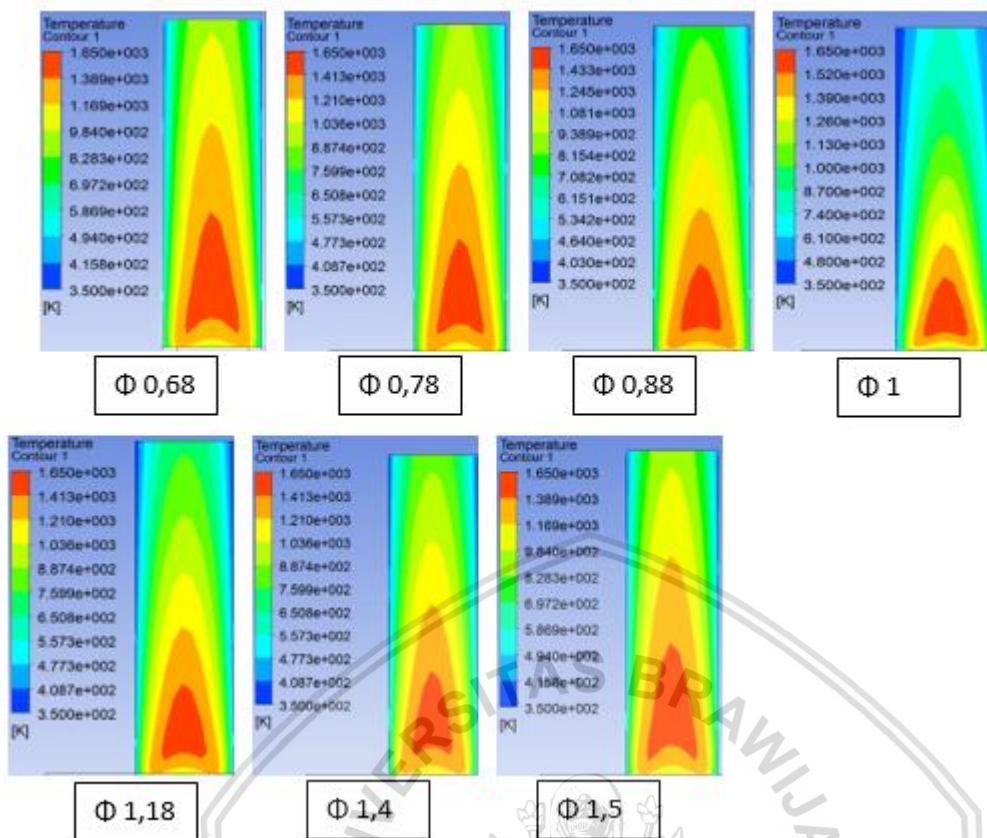 Temperature
Contour 1
1.650e+003
1.389e+003
1.169e+003
9.840e+002
8.283e+002
6.972e+002
5.869e+002
4.940e+002
4.158e+002
3.500e+002
[K]
Φ 0,68
Temperature
Contour 1
1.650e+003
1.413e+003
1.210e+003
1.036e+003
8.874e+002
7.599e+002
6.508e+002
5.573e+002
4.773e+002
4.087e+002
3.500e+002
[K]
Φ 0,78
Temperature
Contour 1
1.650e+003
1.433e+003
1.245e+003
1.081e+003
9.389e+002
8.154e+002
7.082e+002
6.151e+002
5.342e+002
4.640e+002
4.030e+002
3.500e+002
[K]
Φ 0,88
Temperature
Contour 1
1.650e+003
1.520e+003
1.390e+003
1.260e+003
1.130e+003
1.000e+003
8.700e+002
7.400e+002
6.100e+002
4.800e+002
3.500e+002
[K]
Φ 1
Temperature
Contour 1
1.650e+003
1.413e+003
1.210e+003
1.036e+003
8.874e+002
7.599e+002
6.508e+002
5.573e+002
4.773e+002
4.087e+002
3.500e+002
[K]
Φ 1,18
Temperature
Contour 1
1.650e+003
1.413e+003
1.210e+003
1.036e+003
8.874e+002
7.599e+002
6.508e+002
5.573e+002
4.773e+002
4.087e+002
3.500e+002
[K]
Φ 1,4
Temperature
Contour 1
1.650e+003
1.389e+003
1.169e+003
9.840e+002
8.283e+002
6.972e+002
5.869e+002
4.940e+002
4.158e+002
3.500e+002
[K]
Φ 1,5
VERSITAS BRAWIJA